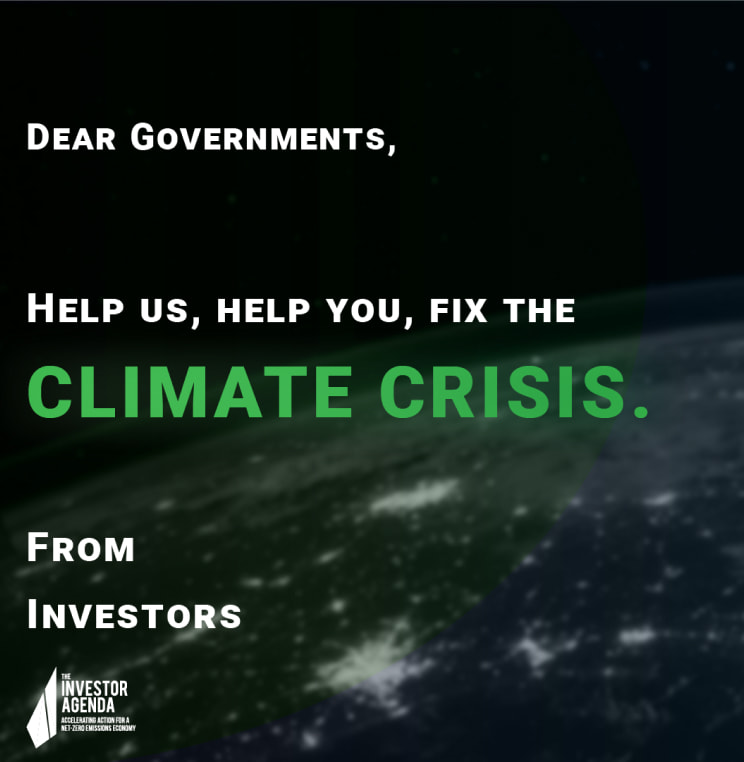 DEAR GOVERNMENTS,
HELP US, HELP YOU, FIX THE
CLIMATE CRISIS.
FROM
INVESTORS
THE
INVESTOR
AGENDA
ACCELERATING ACTION FOR A
NET-ZERO EMISSIONS ECONOMY